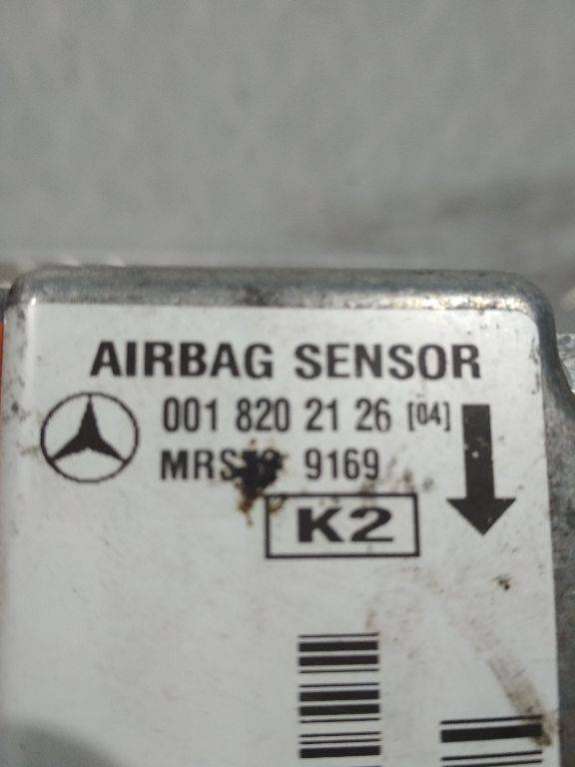 AIRBAG SENSOR
001 820 21 26 [04]
9169
K2